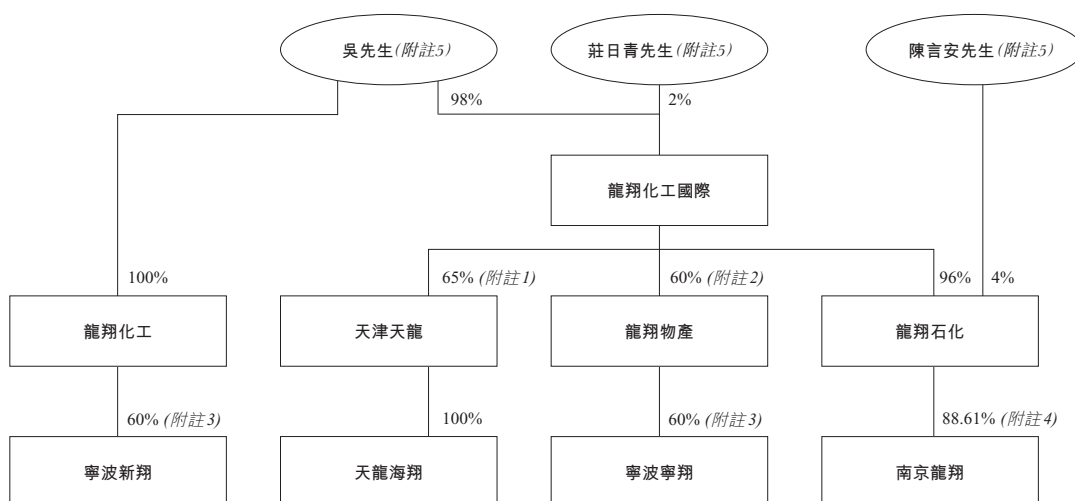 吳先生(附註5)
莊日青先生(附註5)
陳言安先生(附註5)
98%
2%
龍翔化工國際
100%
65% (附註1)
60% (附註2)
96%
4%
龍翔化工
天津天龍
龍翔物產
龍翔石化
60% (附註3)
100%
60% (附註3)
88.61% (附註4)
寧波新翔
天龍海翔
寧波寧翔
南京龍翔